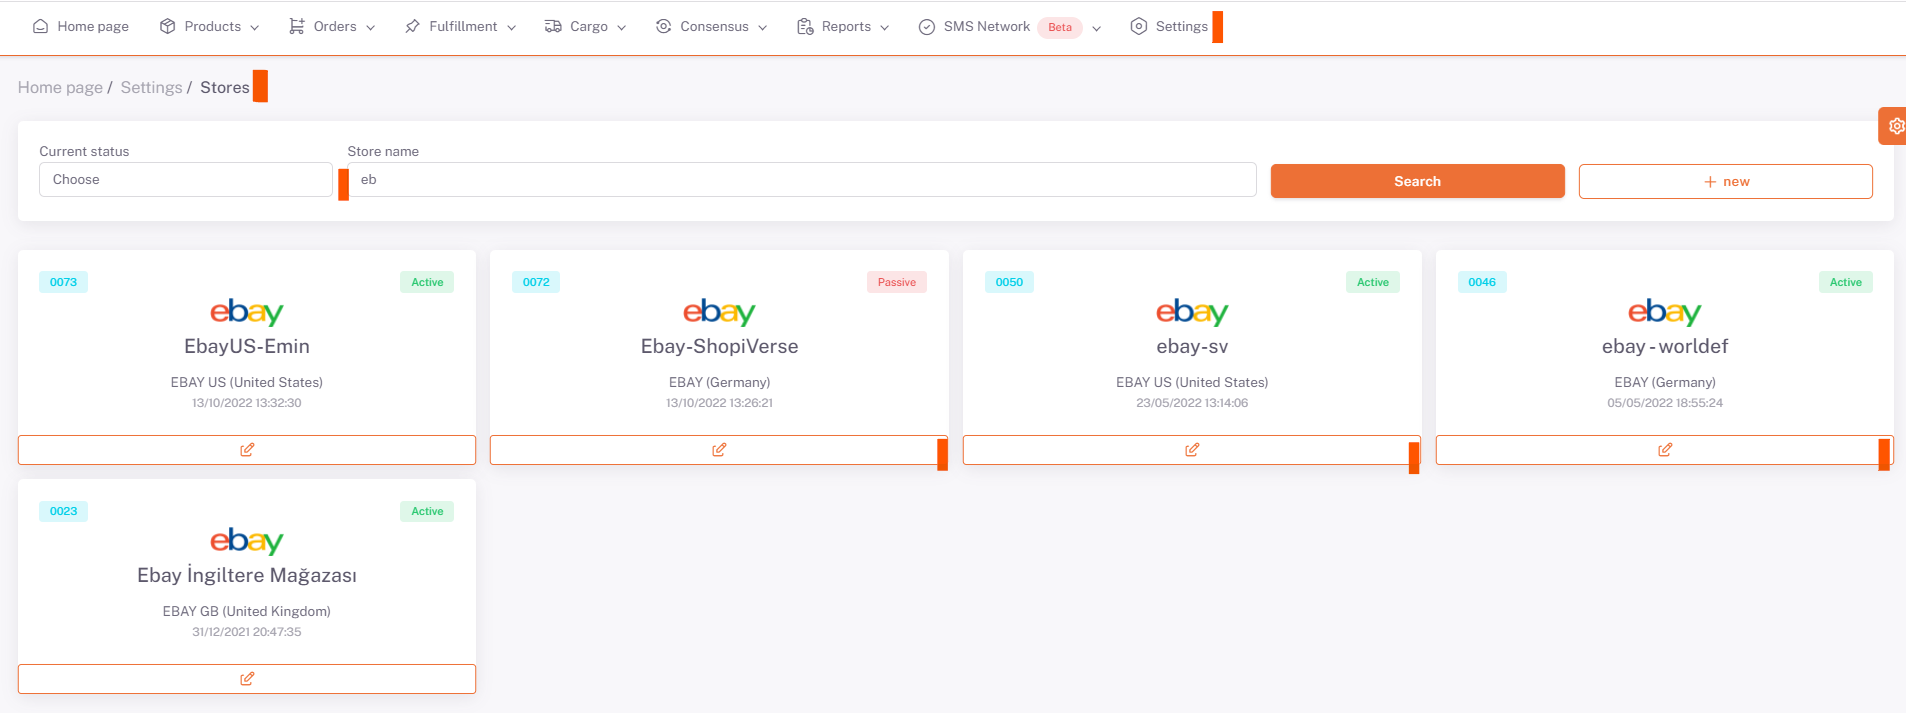 Home page Products Orders Fulfillment Cargo Consensus Reports SMS Network Beta Settings
Home page / Settings / Stores
Current status Store name
Choose eb Search + new
0073 Active
ebay
EbayUS-Emin
EBAY US (United States)
13/10/2022 13:32:30
0072 Passive
ebay
Ebay-ShopiVerse
EBAY (Germany)
13/10/2022 13:26:21
0050 Active
ebay
ebay-sv
EBAY US (United States)
23/05/2022 13:14:06
0046 Active
ebay
ebay - worldef
EBAY (Germany)
05/05/2022 18:55:24
0023 Active
ebay
Ebay İngiltere Mağazası
EBAY GB (United Kingdom)
31/12/2021 20:47:35